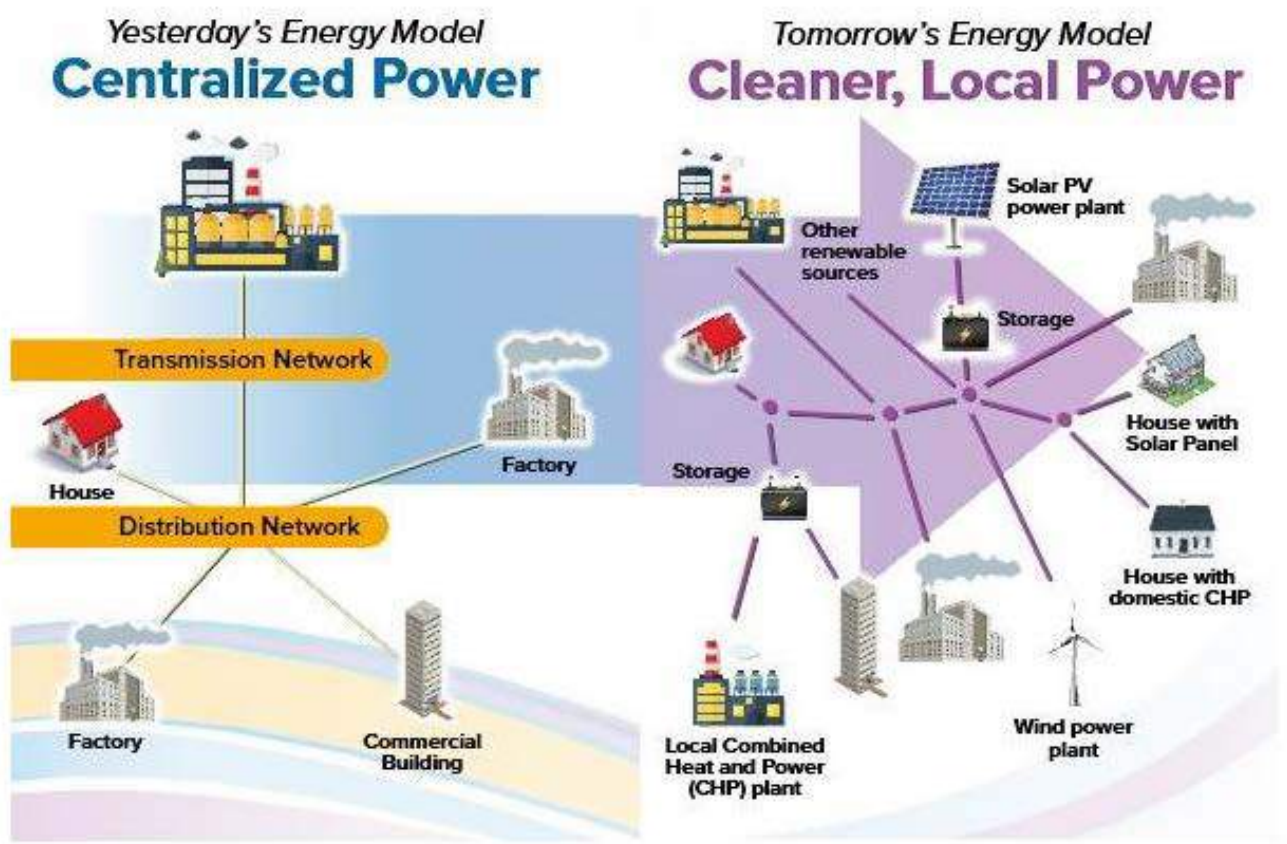 Yesterday's Energy Model
Centralized Power
Transmission Network
House
Factory
Distribution Network
Factory
Commercial
Building
Tomorrow's Energy Model
Cleaner, Local Power
Solar PV
power plant
Other
renewable
sources
Storage
House with
Solar Panel
Storage
House with
domestic CHP
Wind power
plant
Local Combined
Heat and Power
(CHP) plant